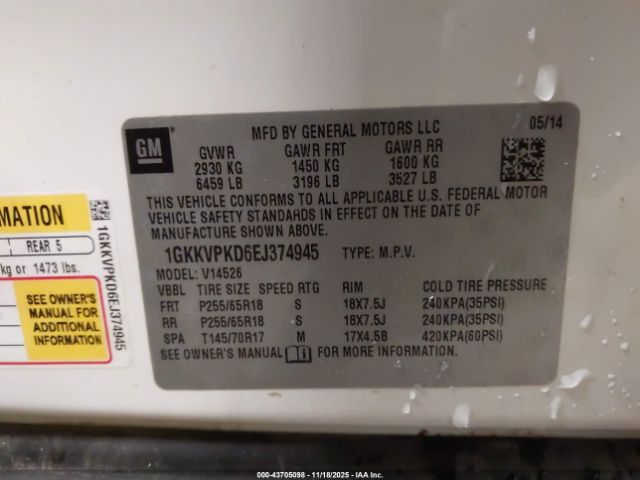 MFD BY GENERAL MOTORS LLC 05/14
GM
GVWR GAWR FRT GAWR RR
2930 KG 1450 KG 1600 KG
6459 LB 3196 LB 3527 LB
THIS VEHICLE CONFORMS TO ALL APPLICABLE U.S. FEDERAL MOTOR
VEHICLE SAFETY STANDARDS IN EFFECT ON THE DATE OF
MANUFACTURE SHOWN ABOVE.
1GKKVPKD6EJ374945 TYPE: M.P.V.
MODEL: V14526
VBBL TIRE SIZE SPEED RTG RIM COLD TIRE PRESSURE
FRT P255/65R18 S 18X7.5J 240KPA(35PSI)
RR P255/65R18 S 18X7.5J 240KPA(35PSI)
SPA T145/70R17 M 17X4.5B 420KPA(60PSI)
SEE OWNER'S MANUAL FOR MORE INFORMATION.
MATION
REAR 5
kg or 1473 lbs.
SEE OWNER'S
MANUAL FOR
ADDITIONAL
INFORMATION
1GKKVPKD6EJ374945
000-43705098 - 11/18/2025 - IAA Inc.